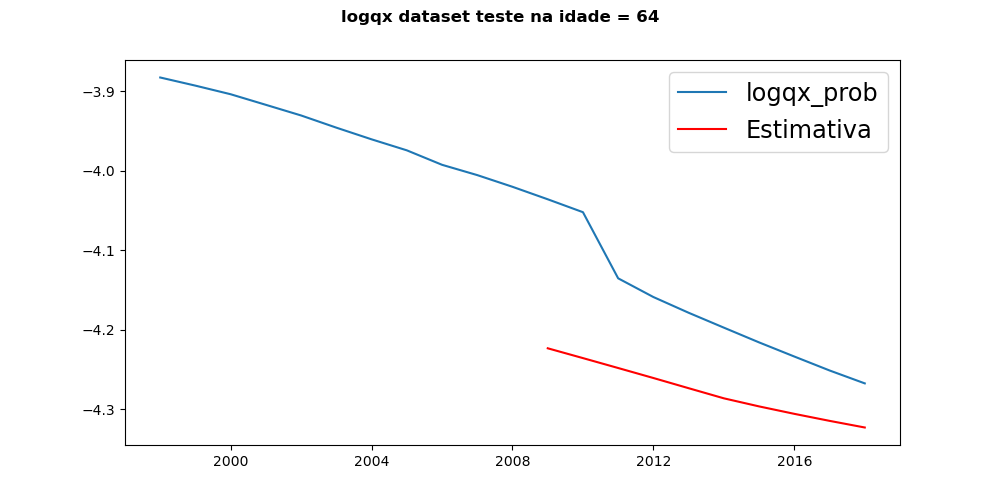 logqx dataset teste na idade = 64
logqx_prob
Estimativa
−3.9
−4.0
−4.1
−4.2
−4.3
2000 2004 2008 2012 2016